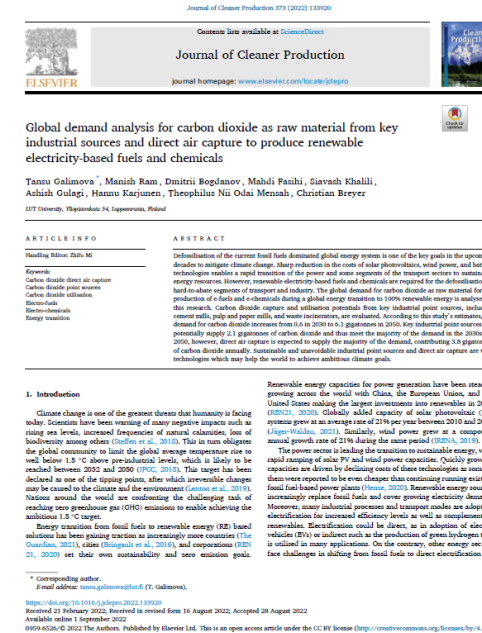 Journal of Cleaner Production 373 (2022) 133920
Contents lists available at ScienceDirect
Journal of Cleaner Production
journal homepage: www.elsevier.com/locate/jclepro
ELSEVIER
Cleaner
Production
Check for
updates
Global demand analysis for carbon dioxide as raw material from key
industrial sources and direct air capture to produce renewable
electricity-based fuels and chemicals
Tansu Galimova *, Manish Ram, Dmitrii Bogdanov, Mahdi Fasihi, Siavash Khalili,
Ashish Gulagi, Hannu Karjunen, Theophilus Nii Odai Mensah, Christian Breyer
LUT University, Yliopistonkatu 34, Lappeenranta, Finland
ARTICLE INFO
Handling Editor: Zhifu Mi
Keywords:
Carbon dioxide direct air capture
Carbon dioxide point sources
Carbon dioxide utilisation
Electro-fuels
Electro-chemicals
Energy transition
ABSTRACT
Defossilisation of the current fossil fuels dominated global energy system is one of the key goals in the upcom
decades to mitigate climate change. Sharp reduction in the costs of solar photovoltaics, wind power, and bat
technologies enables a rapid transition of the power and some segments of the transport sectors to sustain
energy resources. However, renewable electricity-based fuels and chemicals are required for the defossilisatio
hard-to-abate segments of transport and industry. The global demand for carbon dioxide as raw material for
production of e-fuels and e-chemicals during a global energy transition to 100% renewable energy is analyse
this research. Carbon dioxide capture and utilisation potentials from key industrial point sources, inclu
cement mills, pulp and paper mills, and waste incinerators, are evaluated. According to this study's estimates,
demand for carbon dioxide increases from 0.6 in 2030 to 6.1 gigatonnes in 2050. Key industrial point sources
potentially supply 2.1 gigatonnes of carbon dioxide and thus meet the majority of the demand in the 2030s
2050, however, direct air capture is expected to supply the majority of the demand, contributing 3.8 gigator
of carbon dioxide annually. Sustainable and unavoidable industrial point sources and direct air capture are v
technologies which may help the world to achieve ambitious climate goals.
1. Introduction
Climate change is one of the greatest threats that humanity is facing
today. Scientists have been warning of many negative impacts such as
rising sea levels, increased frequencies of natural calamities, loss of
biodiversity among others (Steffen et al., 2018). This in turn obligates
the global community to limit the global average temperature rise to
well below 1.5 °C above pre-industrial levels, which is likely to be
reached between 2032 and 2050 (IPCC, 2018). This target has been
declared as one of the tipping points, after which irreversible changes
may be caused to the climate and the environment (Lenton et al., 2019).
Nations around the world are confronting the challenging task of
reaching zero greenhouse gas (GHG) emissions to enable achieving the
ambitious 1.5 °C target.
Energy transition from fossil fuels to renewable energy (RE) based
solutions has been gaining traction as increasingly more countries (The
Guardian, 2021), cities (Bringault et al., 2016), and corporations (REN
21, 2020) set their own sustainability and zero emission goals.
Renewable energy capacities for power generation have been stead
growing across the world with China, the European Union, and
United States making the largest investments into renewables in 20
(REN21, 2020). Globally added capacity of solar photovoltaic (
systems grew at an average rate of 21% per year between 2010 and 20
(Jäger-Waldau, 2021). Similarly, wind power grew at a compou
annual growth rate of 21% during the same period (IRENA, 2019).
The power sector is leading the transition to sustainable energy, w
rapid ramping of solar PV and wind power capacities. Quickly grow
capacities are driven by declining costs of these technologies as som
them were reported to be even cheaper than continuing running exis
fossil fuel-based power plants (Henze, 2020). Renewable energy sour
increasingly replace fossil fuels and cover growing electricity dema
Moreover, many industrial processes and transport modes are adopt
electrification for increased efficiency levels as well as complement
renewables. Electrification could be direct, as in adoption of elec
vehicles (EVs) or indirect such as the production of green hydrogen t
is utilised in many applications. On the contrary, other energy sec
face challenges in shifting from fossil fuels to direct electrification
* Corresponding author.
E-mail address: tansu.galimova@lut.fi (T. Galimova).
https://doi.org/10.1016/j.jclepro.2022.133920
Received 21 February 2022; Received in revised form 16 August 2022; Accepted 28 August 2022
Available online 1 September 2022
0959-6526/© 2022 The Authors. Published by Elsevier Ltd. This is an open access article under the CC BY license (http://creativecommons.org/licenses/by/4.